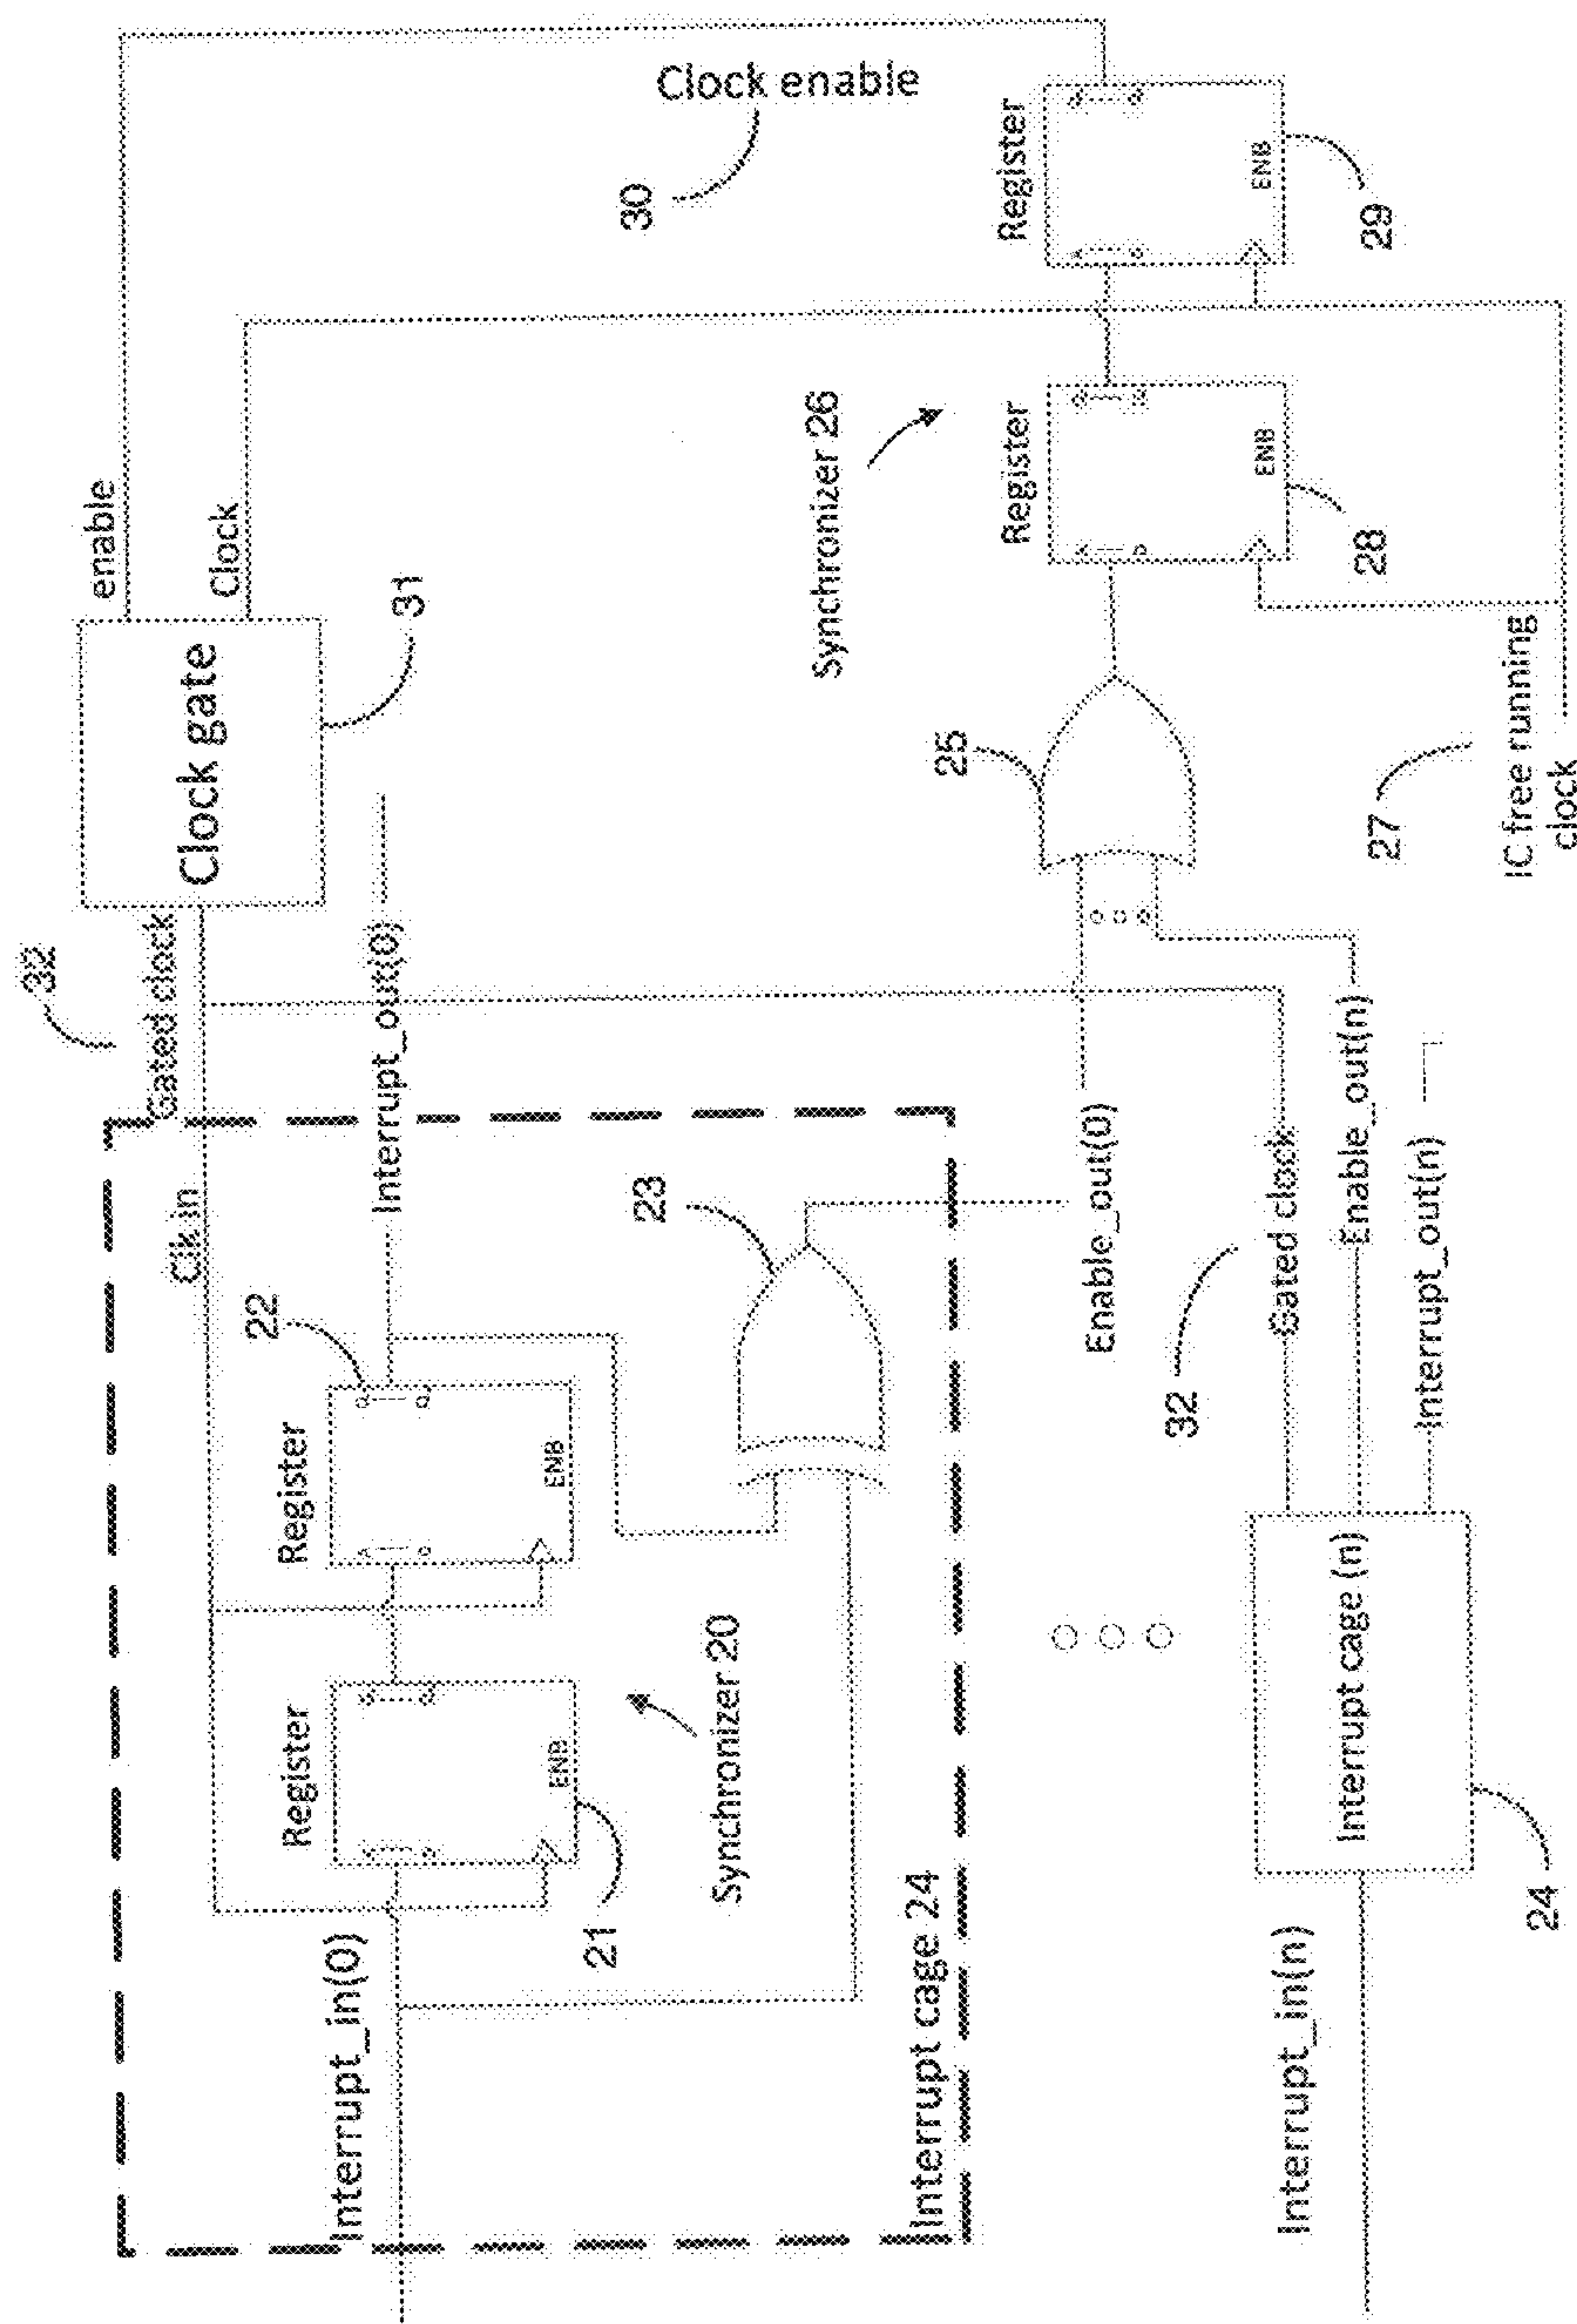 32
Gated clock
Clk in
Clock gate
31
enable
Clock
Clock enable
30
Interrupt_in(0)
Register
21
ENB
Register
22
ENB
Interrupt_out(0)
Synchronizer 20
23
Interrupt cage 24
Enable_out(0)
25
Synchronizer 26
Register
ENB
28
Register
ENB
29
27
IC free running
clock
Interrupt_in(n)
Interrupt cage (n)
24
32
Gated clock
Enable_out(n)
Interrupt_out(n)